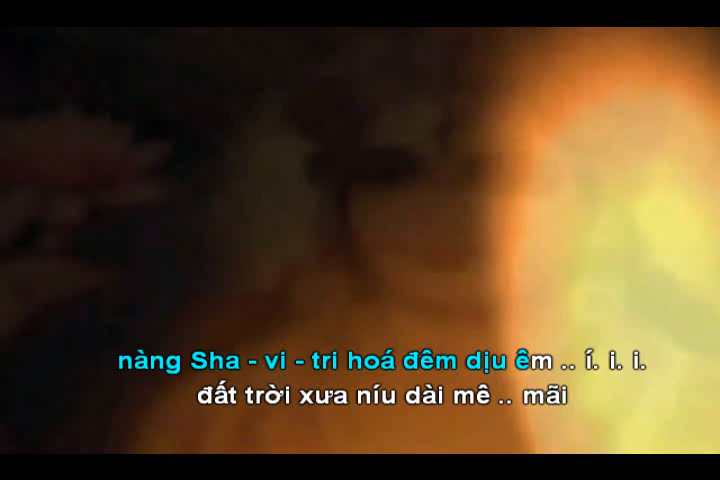 nàng Sha - vi - tri hoá đêm dịu êm .. í. i. i.
đất trời xưa níu dài mê .. mãi